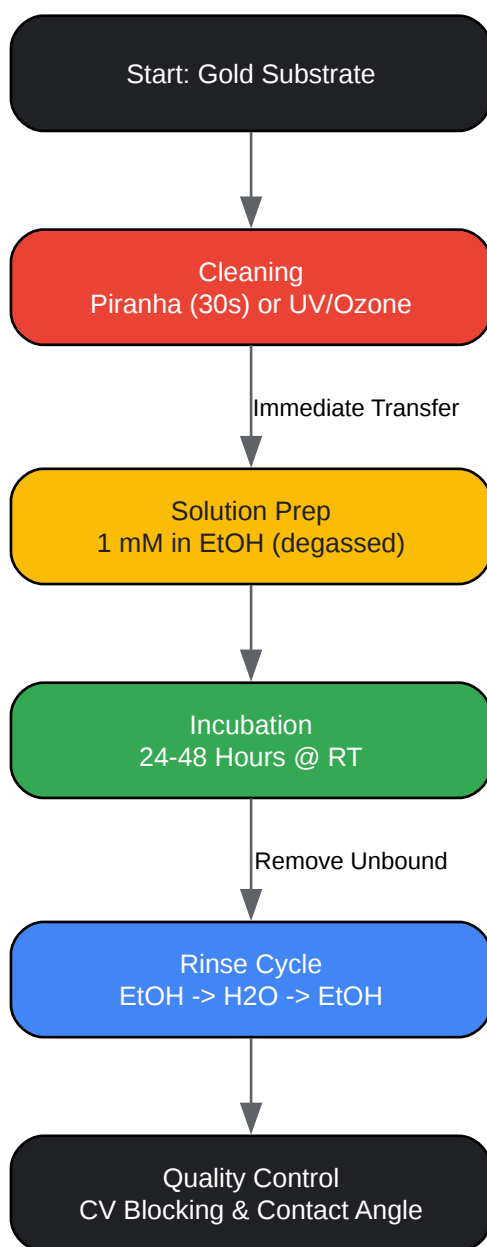 Start: Gold Substrate
Cleaning
Piranha (30s) or UV/Ozone
Immediate Transfer
Solution Prep
1 mM in EtOH (degassed)
Incubation
24-48 Hours @ RT
Remove Unbound
Rinse Cycle
EtOH -> H2O -> EtOH
Quality Control
CV Blocking & Contact Angle